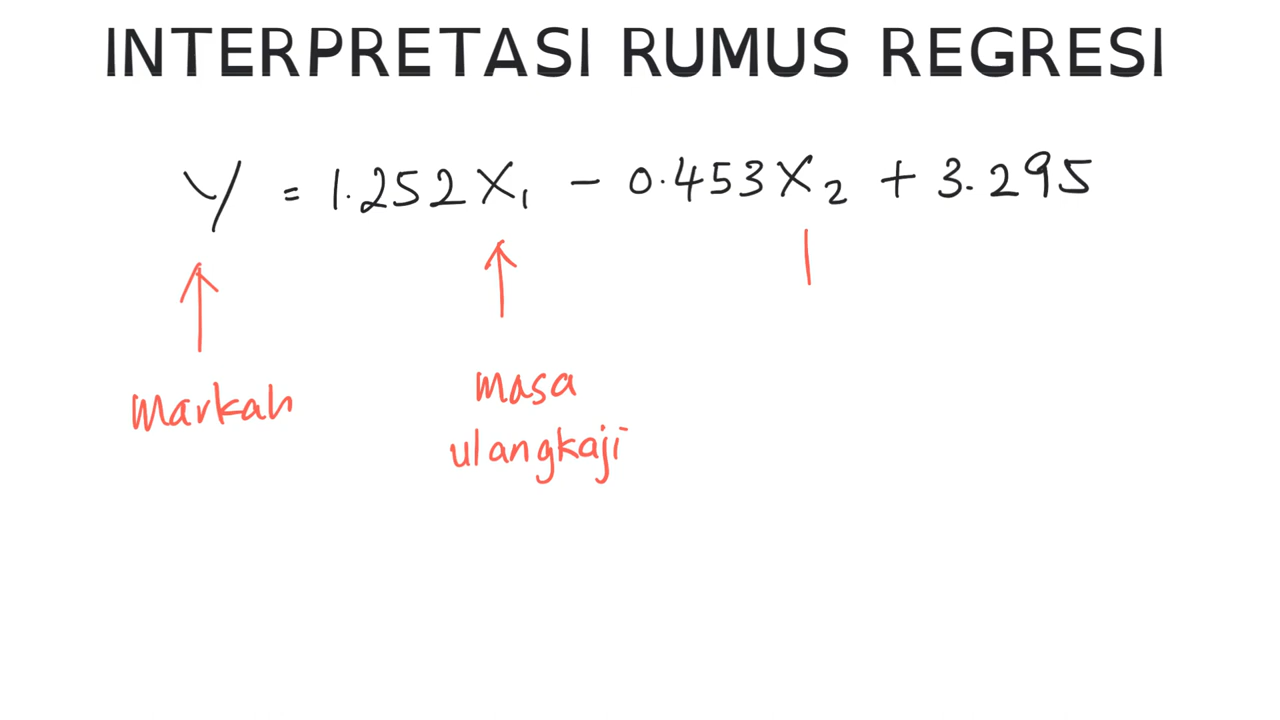 INTERPRETASI RUMUS REGRESI
Y = 1.252X₁ - 0.453X₂ + 3.295
Markah
masa
ulangkaji